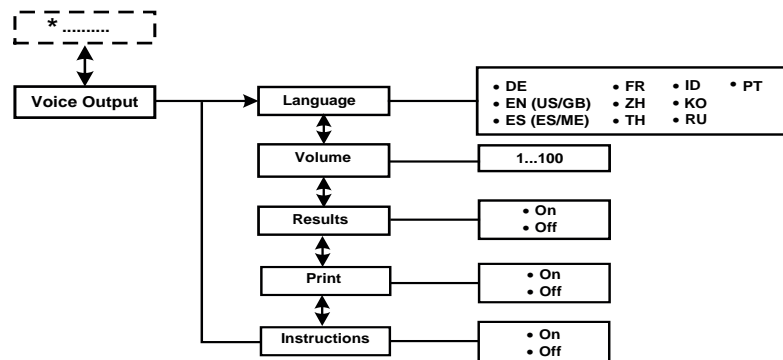 * ..........
Voice Output
Language
• DE
• EN (US/GB)
• ES (ES/ME)
• FR
• ZH
• TH
• ID
• KO
• RU
• PT
Volume
1...100
Results
• On
• Off
Print
• On
• Off
Instructions
• On
• Off